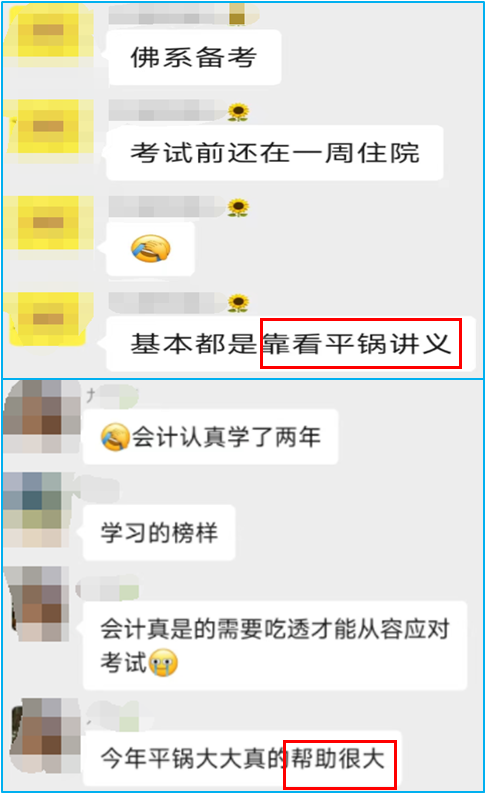 佛系备考
考试前还在一周住院
基本都是靠看平锅讲义
会计认真学了两年
学习的榜样
会计真是的需要吃透才能从容应对
考试
今年平锅大大真的帮助很大